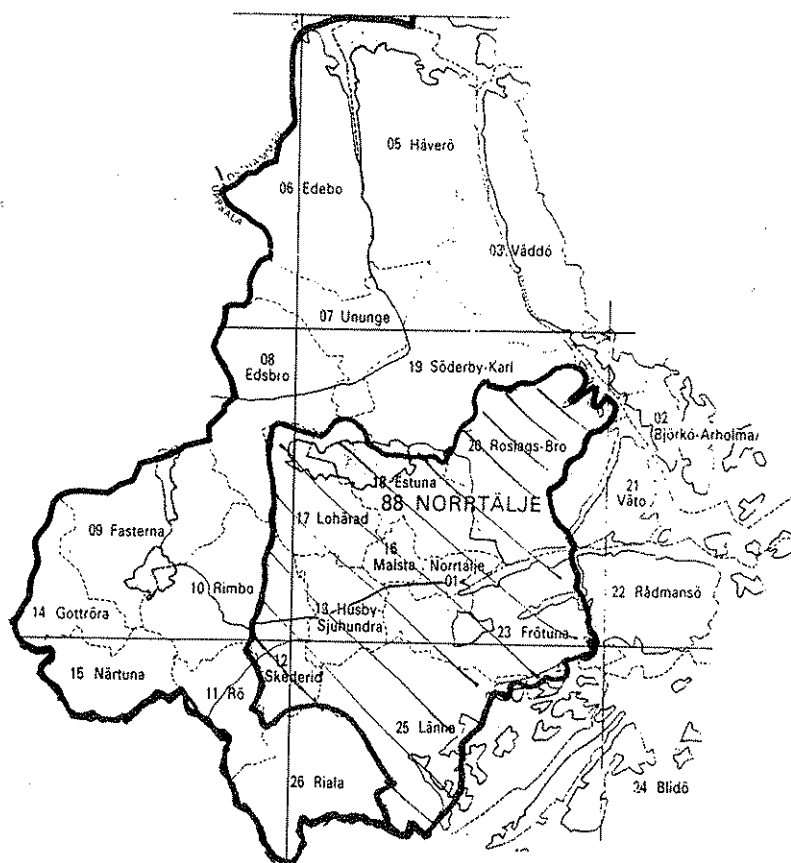 05 Häverö
ÖSTHAMMAR
UPPSALA
06 Edebo
03 Väddö
07 Ununge
08
Edsbro
19 Söderby-Karl
02
Björkö-Arholma
20 Roslags-Bro
18 Estuna
21
Väto
88 NORRTÄLJE
17 Lohärad
09 Fasterna
16
Malsta
Norrtälje
01
10 Rimbo
22 Rådmansö
14 Gottröra
13 Husby-
Sjuhundra
23 Frötuna
12
Skederid
15 Närtuna
11 Rö
25 Länna
26 Riala
24 Blidö